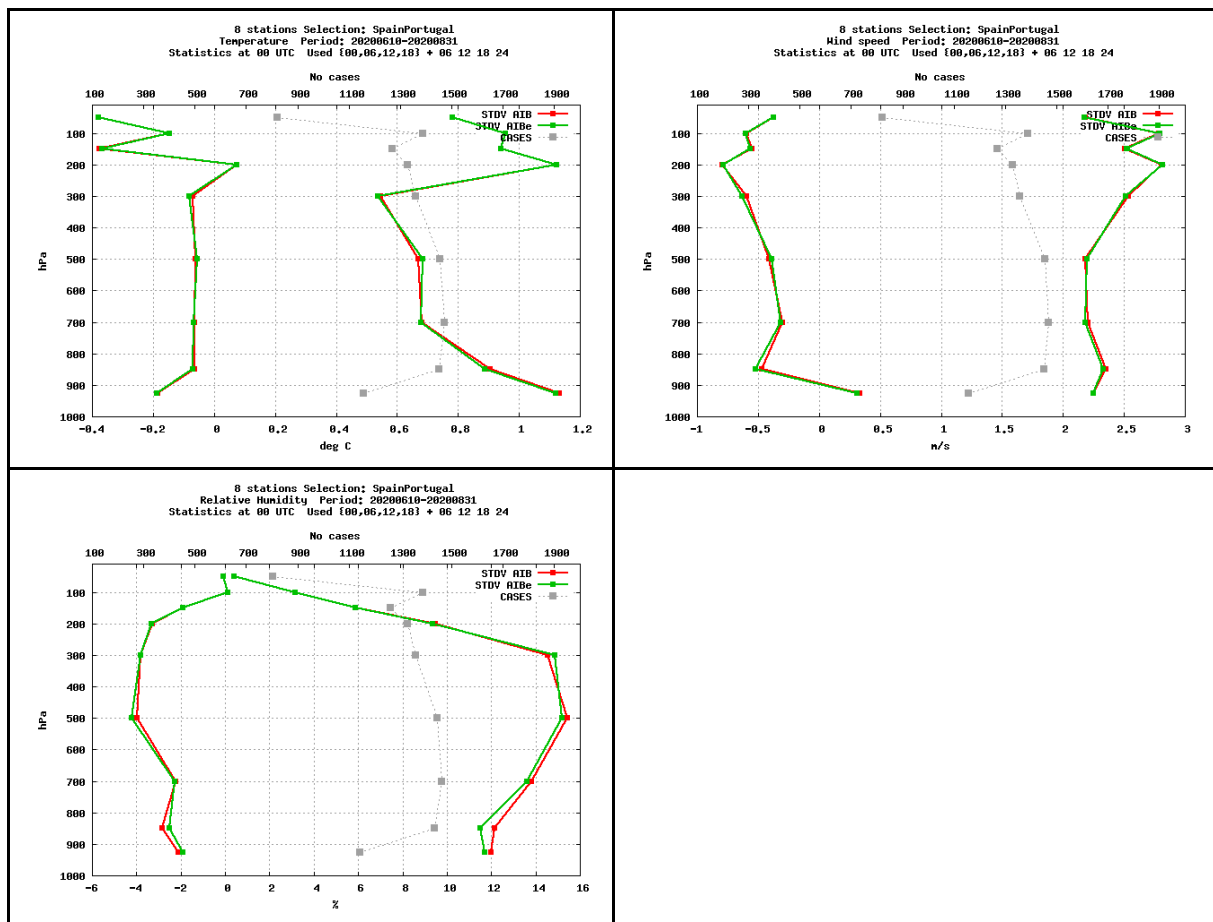 8 stations Selection: SpainPortugal
Temperature Period: 20200610-20200831
Statistics at 00 UTC Used {00,06,12,18} + 06 12 18 24
No cases
100 300 500 700 900 1100 1300 1500 1700 1900
STDV AIB
STDV AIBe
CASES
100
200
300
400
500
600
700
800
900
1000
hPa
-0.4 -0.2 0 0.2 0.4 0.6 0.8 1 1.2
deg C
8 stations Selection: SpainPortugal
Wind speed Period: 20200610-20200831
Statistics at 00 UTC Used {00,06,12,18} + 06 12 18 24
No cases
100 300 500 700 900 1100 1300 1500 1700 1900
STDV AIB
STDV AIBe
CASES
100
200
300
400
500
600
700
800
900
1000
hPa
-1 -0.5 0 0.5 1 1.5 2 2.5 3
m/s
8 stations Selection: SpainPortugal
Relative Humidity Period: 20200610-20200831
Statistics at 00 UTC Used {00,06,12,18} + 06 12 18 24
No cases
100 300 500 700 900 1100 1300 1500 1700 1900
STDV AIB
STDV AIBe
CASES
100
200
300
400
500
600
700
800
900
1000
hPa
-6 -4 -2 0 2 4 6 8 10 12 14 16
%